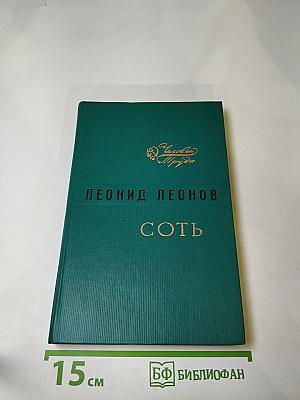 Человек
Труда
ЛЕОНИД ЛЕОНОВ
СОТЬ
15 см
БФ БИБЛИОФАН